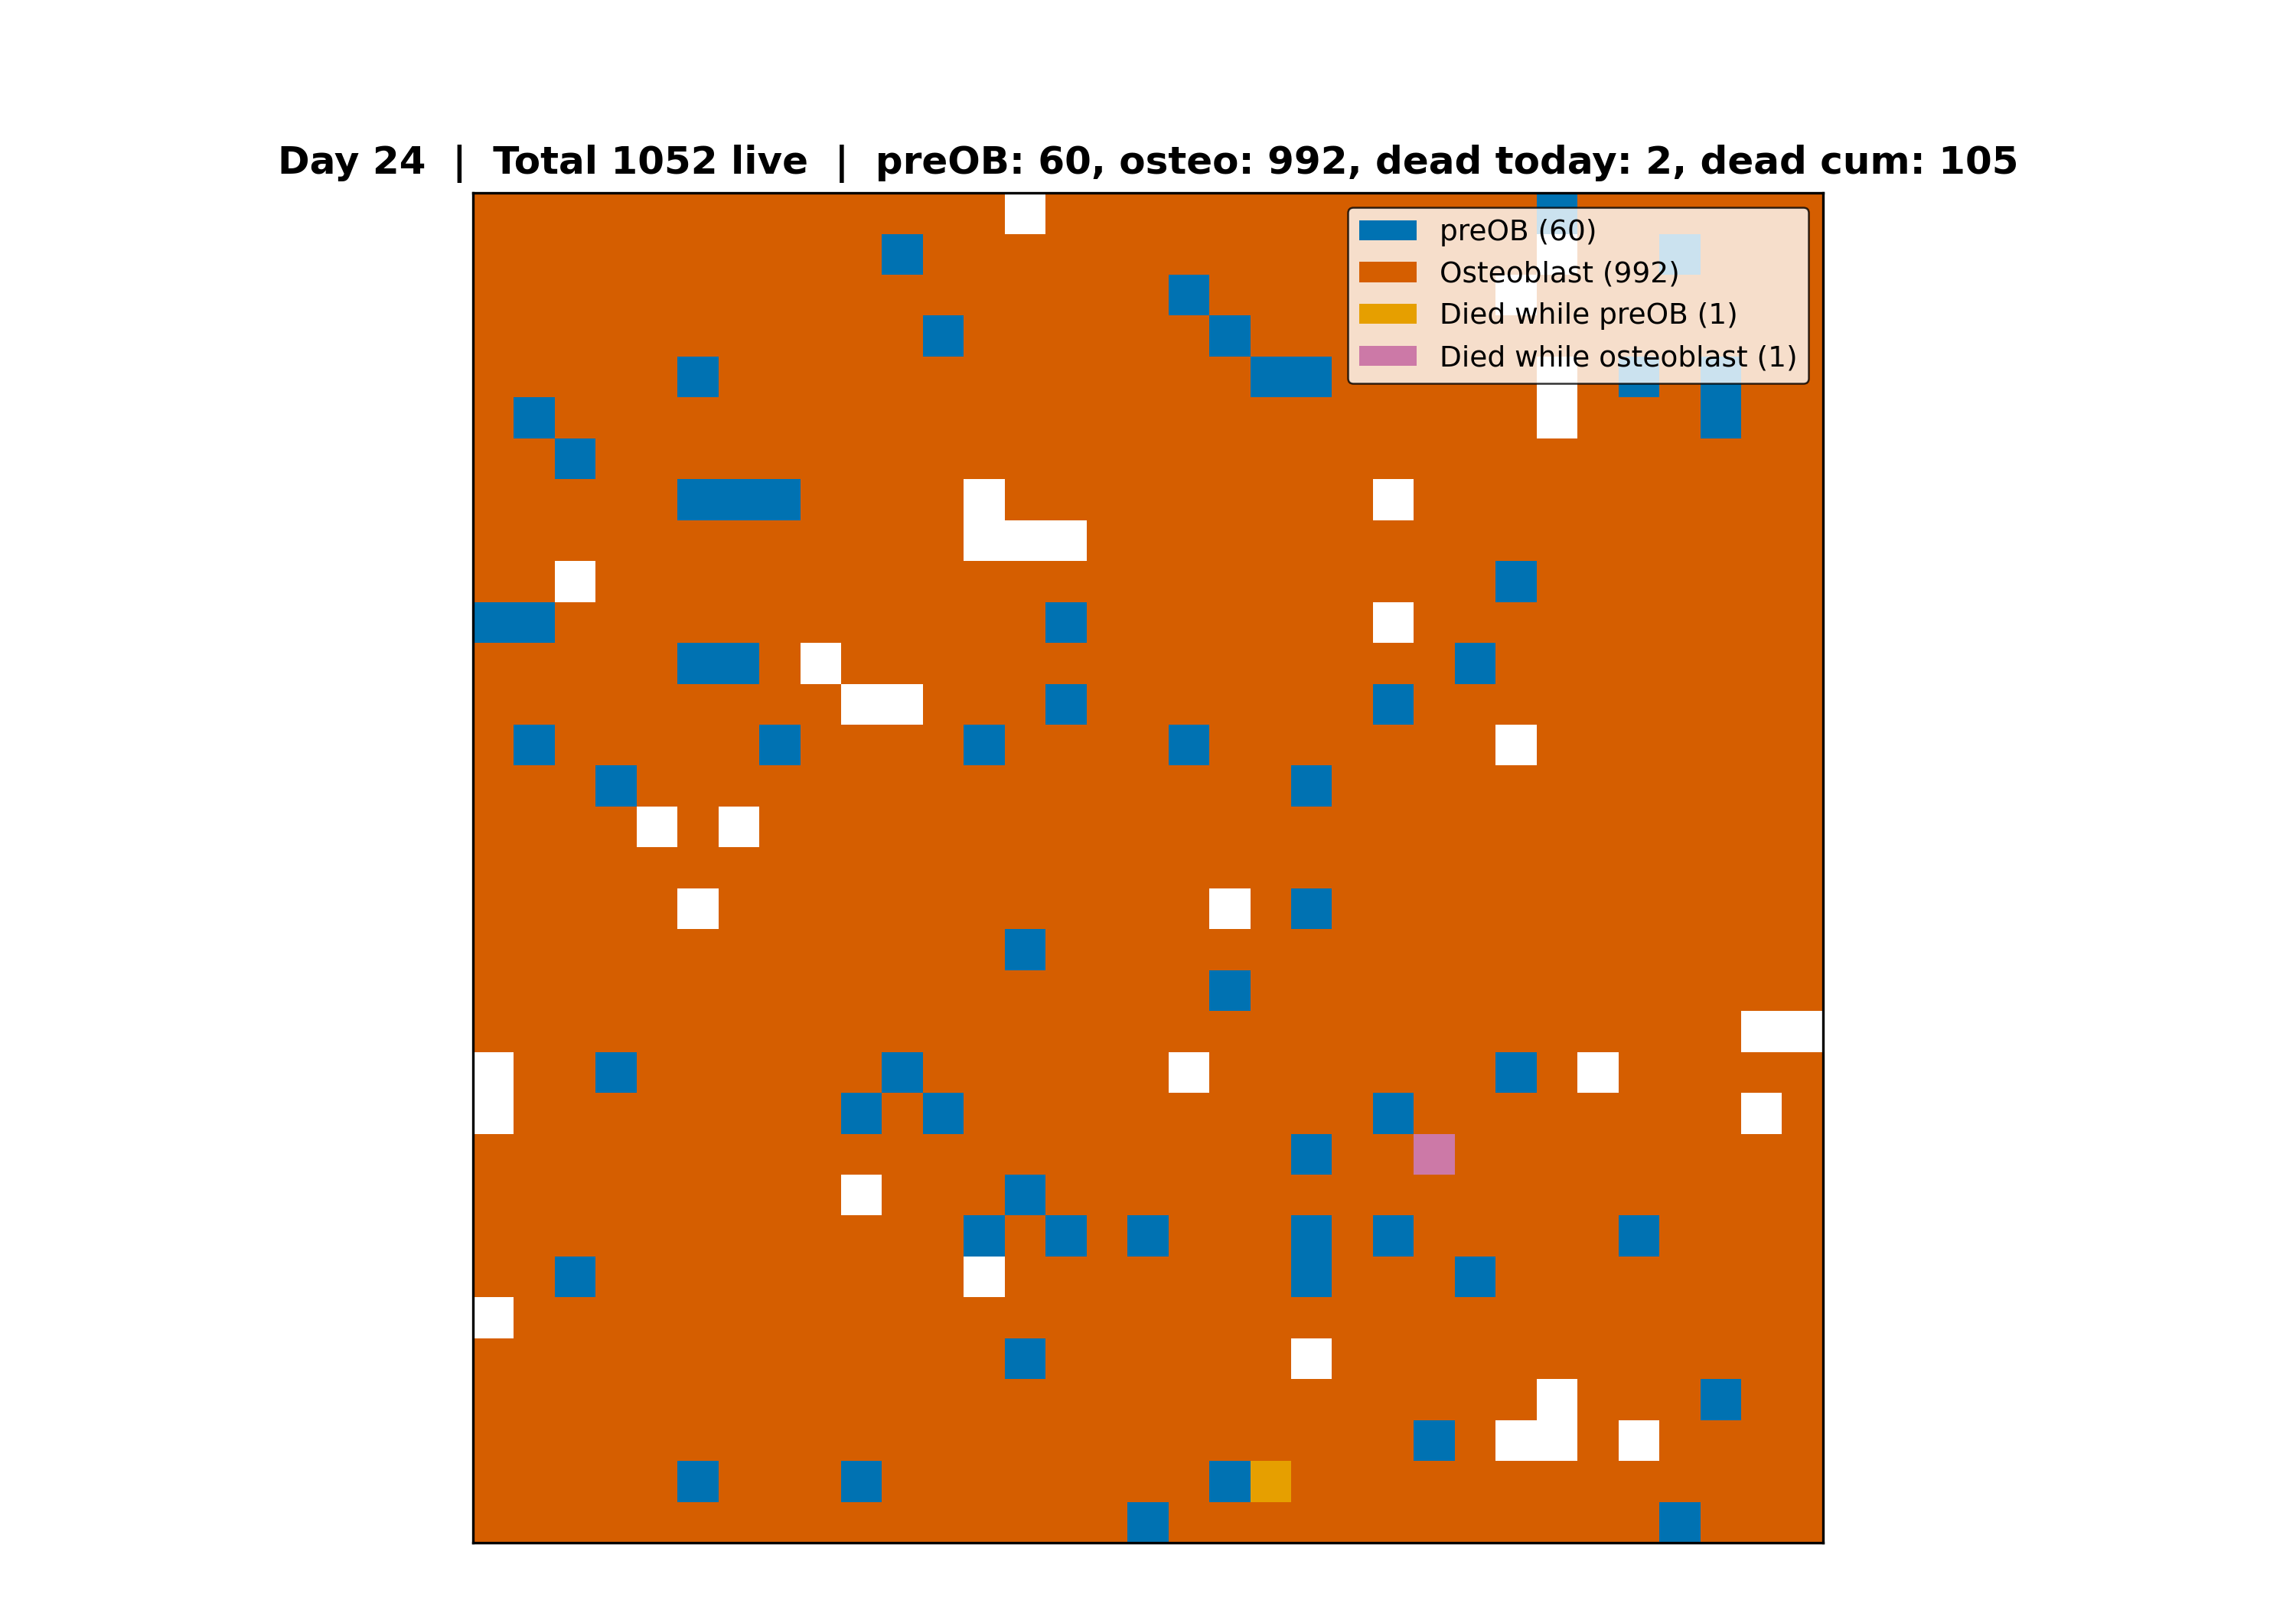 Day 24 | Total 1052 live | preOB: 60, osteo: 992, dead today: 2, dead cum: 105
preOB (60)
Osteoblast (992)
Died while preOB (1)
Died while osteoblast (1)